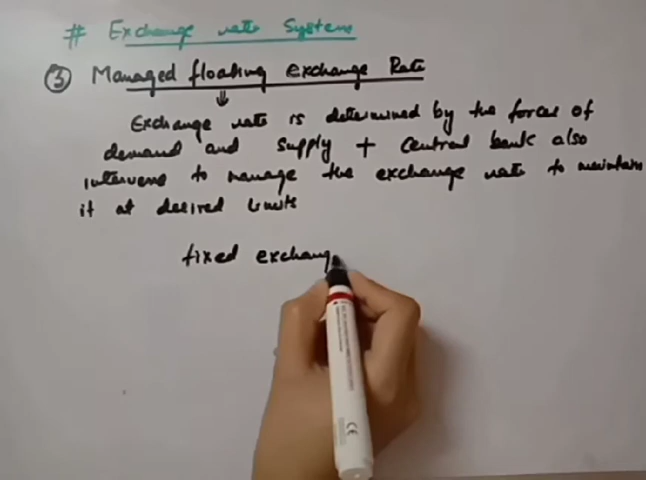 # Exchange rate System
③ Managed floating exchange Rate
⇓
Exchange rate is determined by the forces of
demand and supply + central bank also
intervene to manage the exchange rate to maintain
it at desired limits
fixed exchang